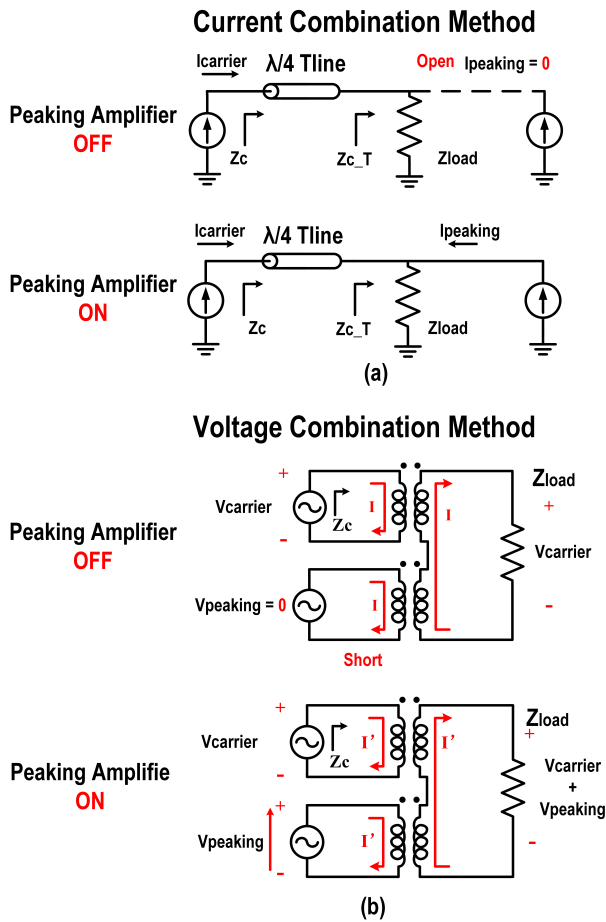 Current Combination Method
Icarrier
λ/4 Tline
Open Ipeaking = 0
Peaking Amplifier
OFF
Zc
Zc_T
Zload
Icarrier
λ/4 Tline
Ipeaking
Peaking Amplifier
ON
Zc
Zc_T
Zload
(a)
Voltage Combination Method
+
Zload
Vcarrier
Zc
I
I
+
Peaking Amplifier
OFF
Vcarrier
-
Vpeaking = 0
I
-
Short
+
Zload
+
Vcarrier
Zc
I'
I'
Peaking Amplifie
ON
-
Vcarrier
+
Vpeaking
+
Vpeaking
I'
-
-
(b)